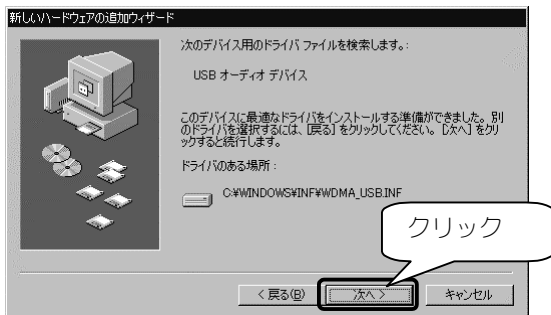 新しいハードウェアの追加ウィザード
次のデバイス用のドライバ ファイルを検索します。:
USB オーディオ デバイス
このデバイスに最適なドライバをインストールする準備ができました。別
のドライバを選択するには、[戻る] をクリックしてください。[次へ] をクリ
ックすると続行します。
ドライバのある場所 :
C:¥WINDOWS¥INF¥WDMA_USB.INF
クリック
< 戻る(B)
次へ >
キャンセル